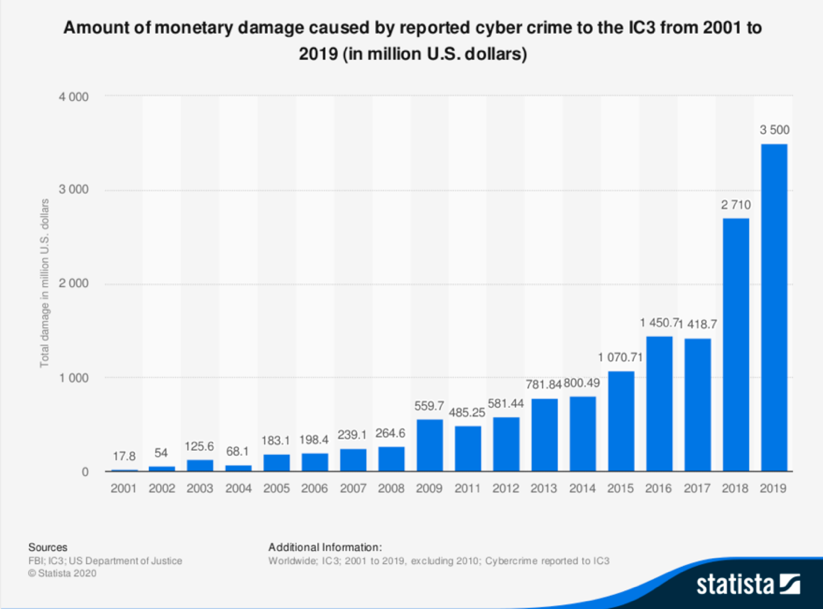 Amount of monetary damage caused by reported cyber crime to the IC3 from 2001 to
2019 (in million U.S. dollars)
Total damage in million U.S. dollars
4 000
3 000
2 000
1 000
0
17.8
54
125.6
68.1
183.1
198.4
239.1
264.6
559.7
485.25
581.44
781.84
800.49
1 070.71
1 450.7
1 418.7
2 710
3 500
2001 2002 2003 2004 2005 2006 2007 2008 2009 2011 2012 2013 2014 2015 2016 2017 2018 2019
Sources
FBI; IC3; US Department of Justice
© Statista 2020
Additional Information:
Worldwide; IC3; 2001 to 2019, excluding 2010; Cybercrime reported to IC3
statista